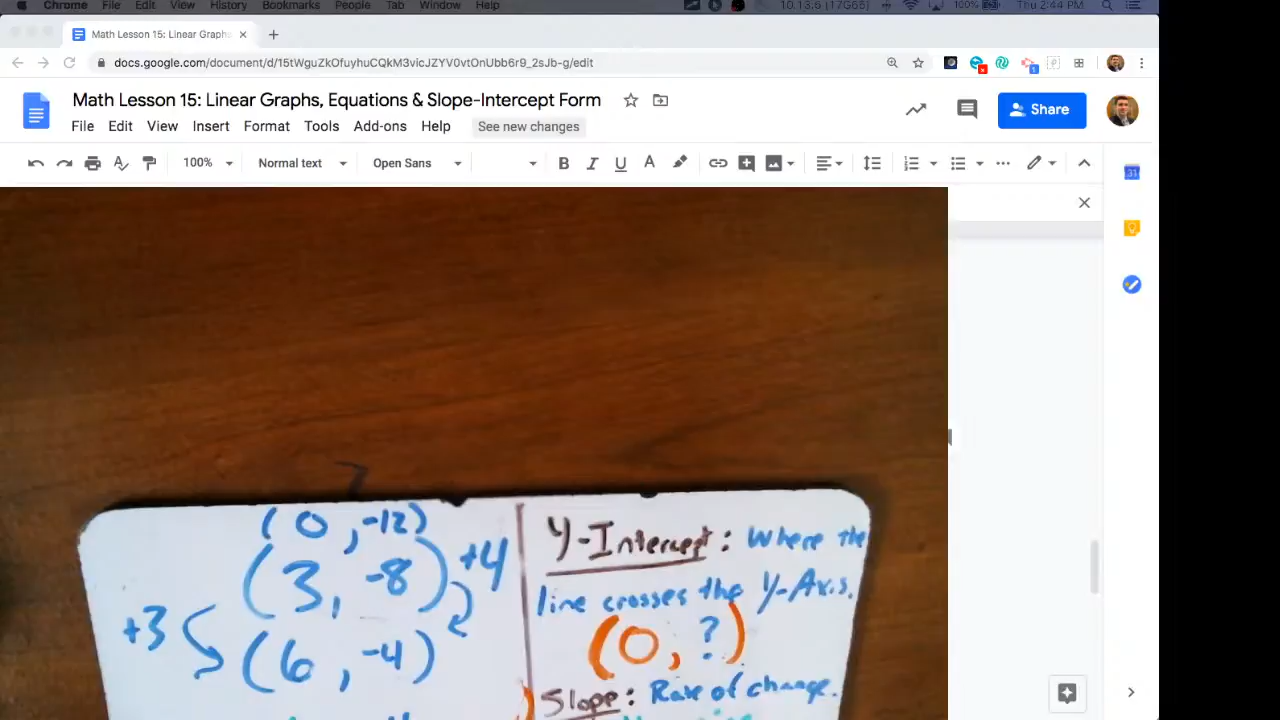 Chrome File Edit View History Bookmarks People Tab Window Help 100% Thu 2:44 PM
Math Lesson 15: Linear Graphs
docs.google.com/document/d/15tWguZkOfuyhuCQkM3vicJZYV0vtOnUbb6r9_2sJb-g/edit
Math Lesson 15: Linear Graphs, Equations & Slope-Intercept Form
Share
File Edit View Insert Format Tools Add-ons Help See new changes
100% Normal text Open Sans B I U A
31
(0, -12)
(3, -8) +4
+3 (6, -4)
Y-Intercept: Where the
line crosses the Y-Axis.
(0, ?)
Slope: Rate of change.